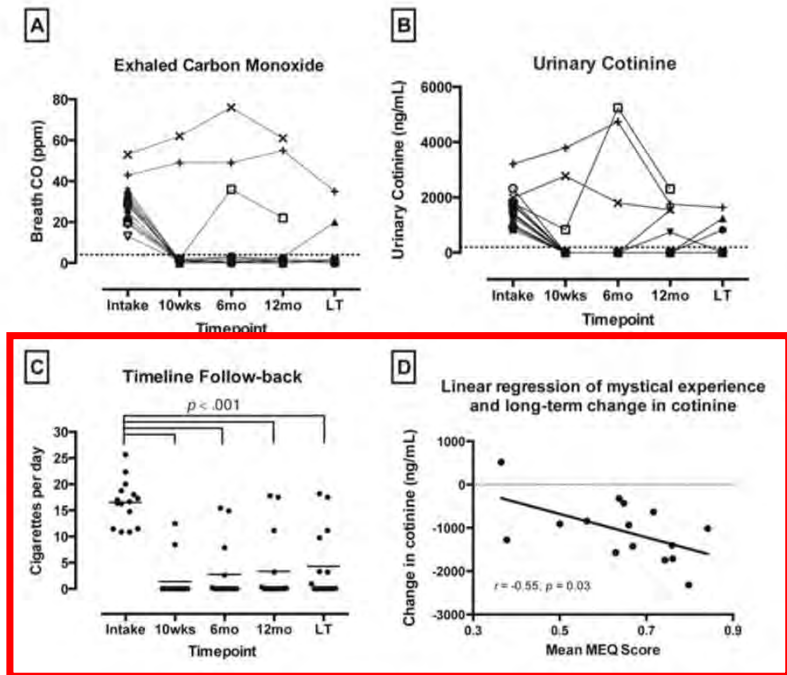 A
Exhaled Carbon Monoxide
Breath CO (ppm)
80
60
40
20
0
Intake 10wks 6mo 12mo LT
Timepoint
B
Urinary Cotinine
Urinary Cotinine (ng/mL)
6000
4000
2000
0
Intake 10wks 6mo 12mo LT
Timepoint
C
Timeline Follow-back
p < .001
Cigarettes per day
30
25
20
15
10
5
0
Intake 10wks 6mo 12mo LT
Timepoint
D
Linear regression of mystical experience
and long-term change in cotinine
Change in cotinine (ng/mL)
1000
0
-1000
-2000
-3000
r = -0.55, p = 0.03
0.3 0.5 0.7 0.9
Mean MEQ Score